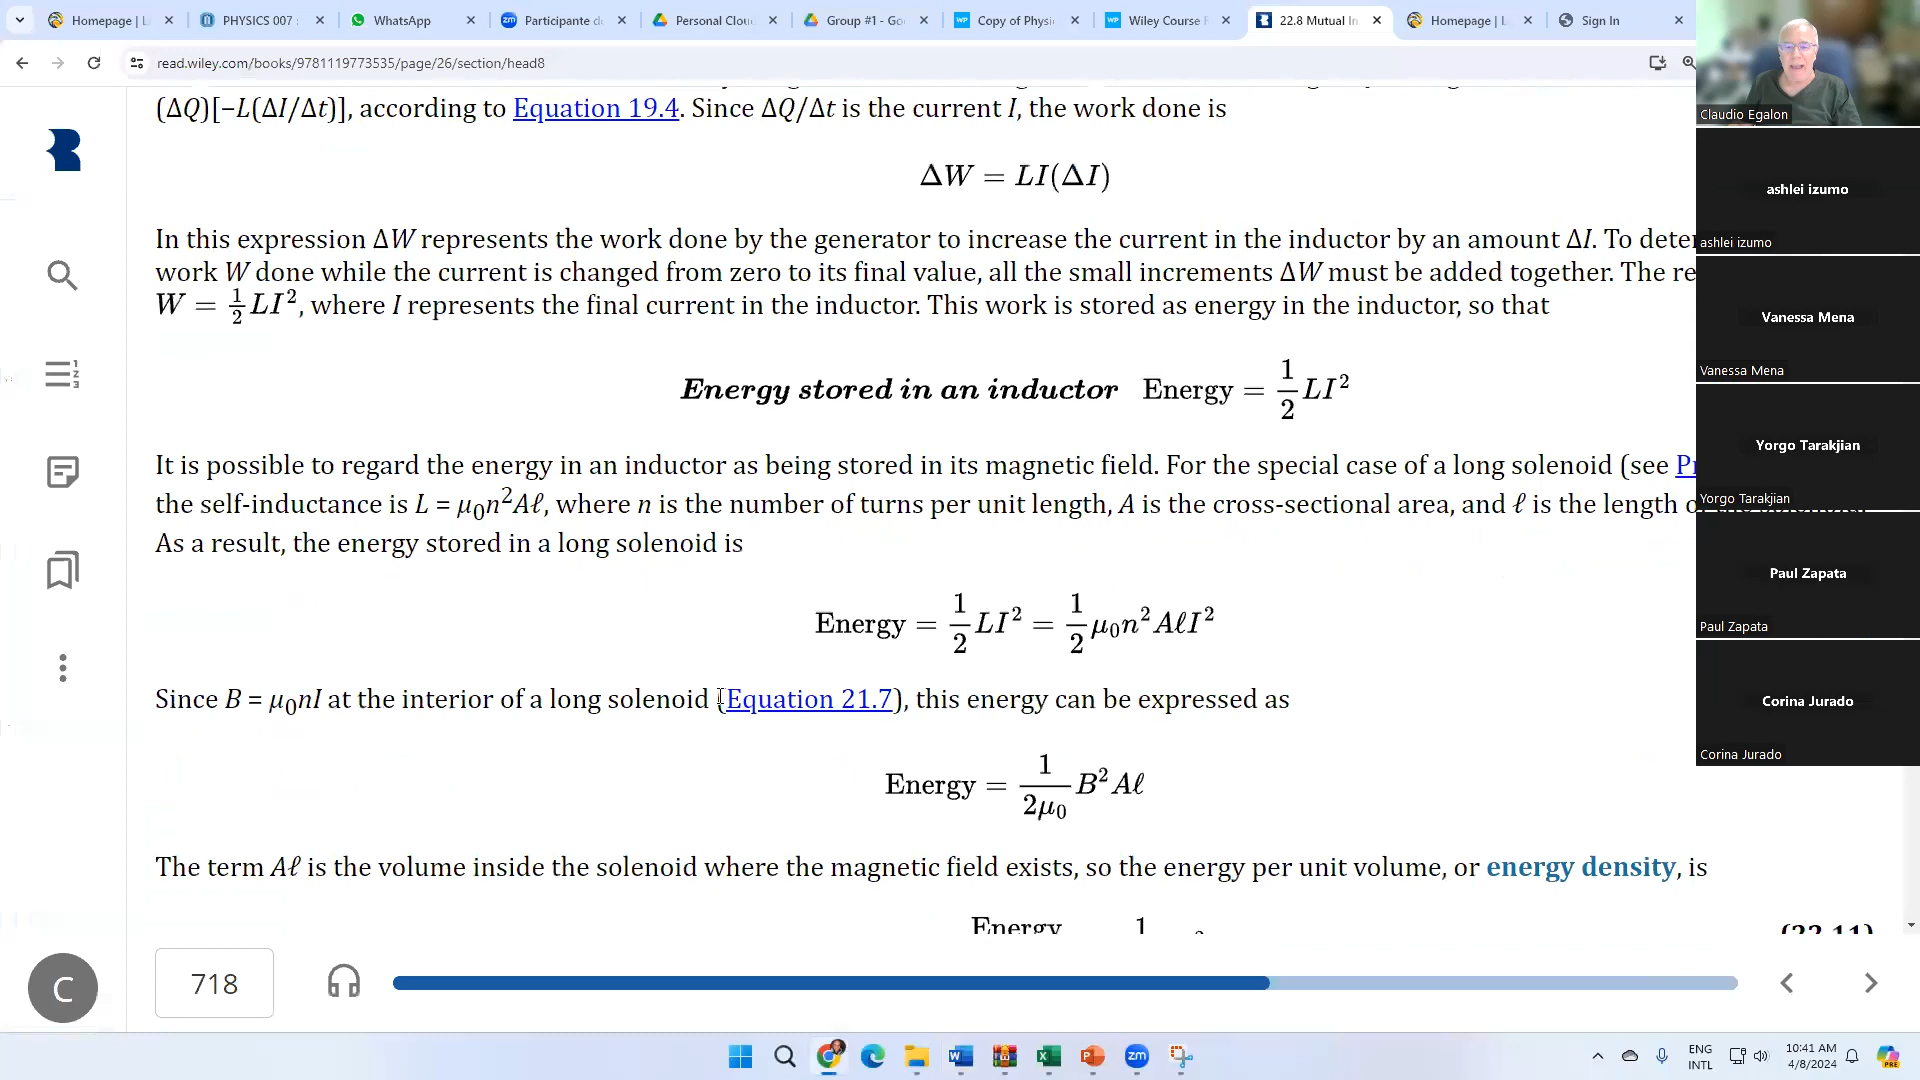 Homepage | L
PHYSICS 007 :
WhatsApp
Participante d
Personal Clou
Group #1 - Go
Copy of Physi
Wiley Course R
22.8 Mutual In
Homepage | L
Sign In
read.wiley.com/books/9781119773535/page/26/section/head8
(ΔQ)[−L(ΔI/Δt)], according to Equation 19.4. Since ΔQ/Δt is the current I, the work done is
ΔW = LI(ΔI)
In this expression ΔW represents the work done by the generator to increase the current in the inductor by an amount ΔI. To deter
work W done while the current is changed from zero to its final value, all the small increments ΔW must be added together. The re
W = 1/2 LI², where I represents the final current in the inductor. This work is stored as energy in the inductor, so that
Energy stored in an inductor Energy = 1/2 LI²
It is possible to regard the energy in an inductor as being stored in its magnetic field. For the special case of a long solenoid (see Pr
the self-inductance is L = μ₀n²Aℓ, where n is the number of turns per unit length, A is the cross-sectional area, and ℓ is the length o
As a result, the energy stored in a long solenoid is
Energy = 1/2 LI² = 1/2 μ₀n²AℓI²
Since B = μ₀nI at the interior of a long solenoid (Equation 21.7), this energy can be expressed as
Energy = 1/2μ₀ B²Aℓ
The term Aℓ is the volume inside the solenoid where the magnetic field exists, so the energy per unit volume, or energy density, is
Energy 1
(22.11)
C
718
Claudio Egalon
ashlei izumo
ashlei izumo
Vanessa Mena
Vanessa Mena
Yorgo Tarakjian
Yorgo Tarakjian
Paul Zapata
Paul Zapata
Corina Jurado
Corina Jurado
ENG
INTL
10:41 AM
4/8/2024